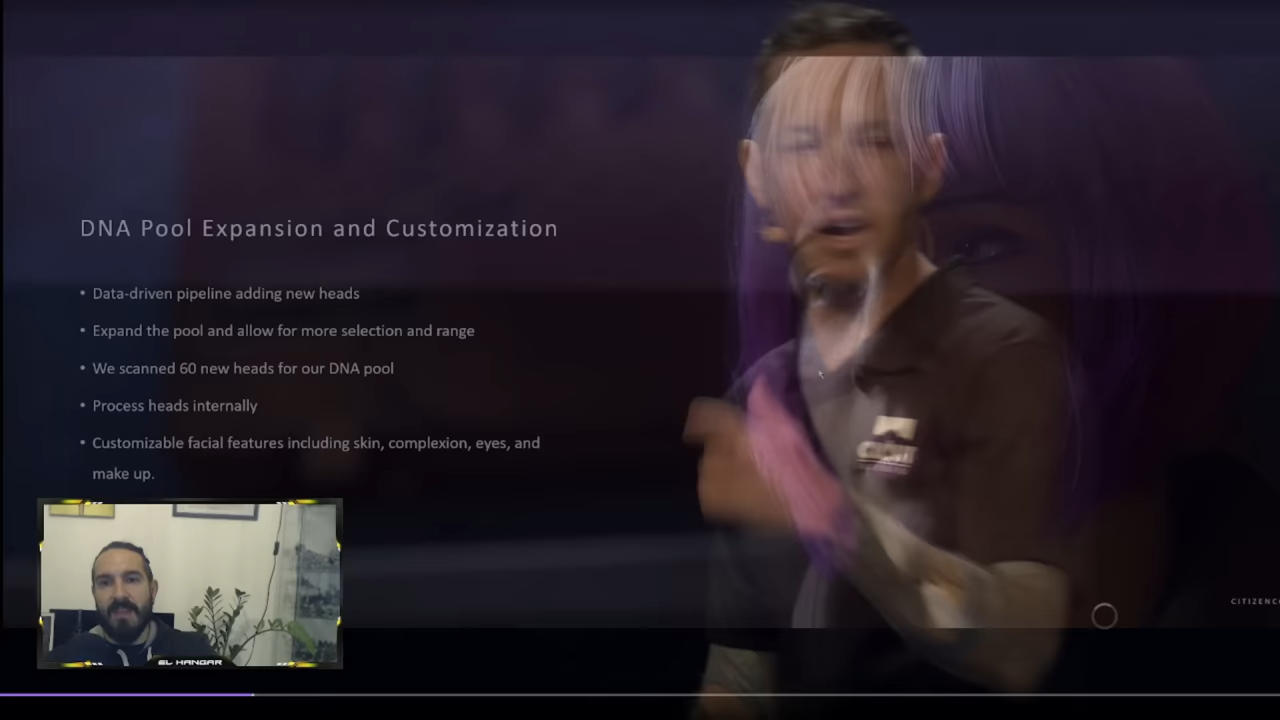 DNA Pool Expansion and Customization
• Data-driven pipeline adding new heads
• Expand the pool and allow for more selection and range
• We scanned 60 new heads for our DNA pool
• Process heads internally
• Customizable facial features including skin, complexion, eyes, and
make up.
EL HANGAR